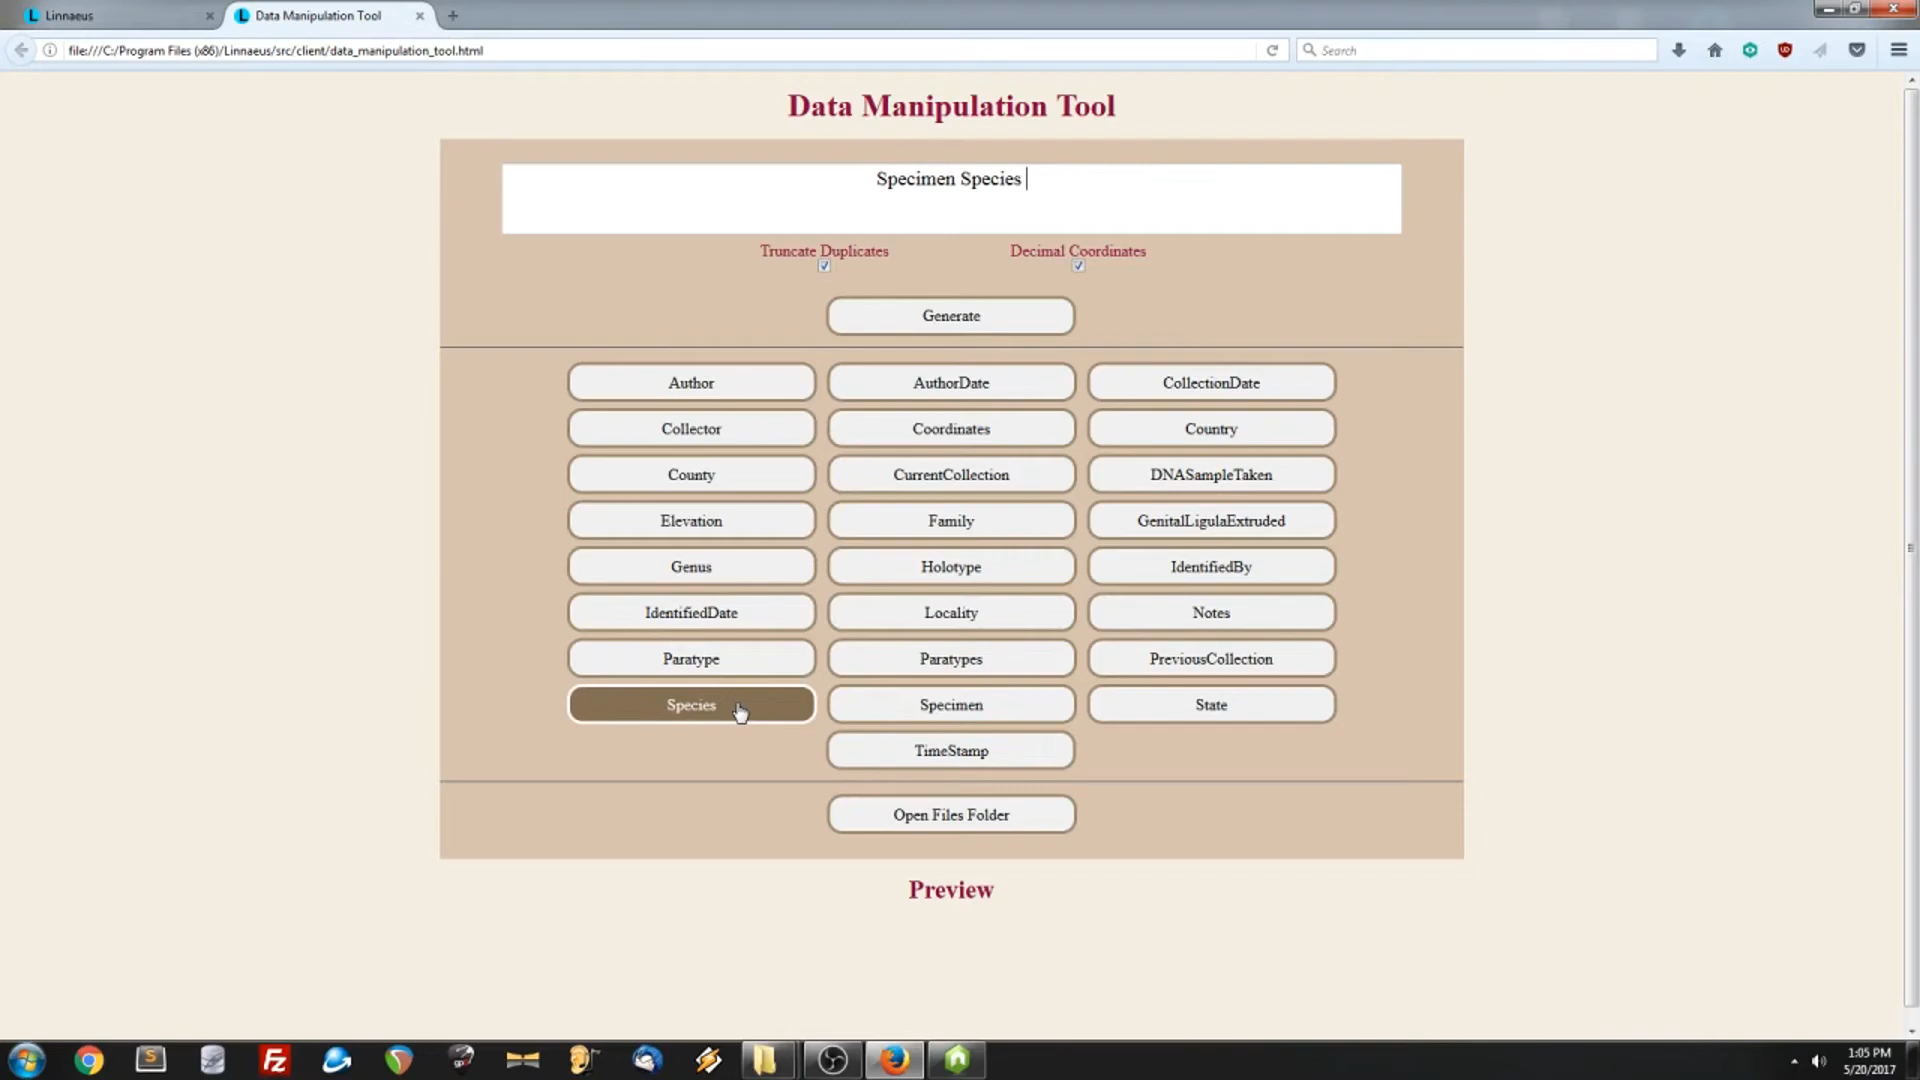 Linnaeus
Data Manipulation Tool
file:///C:/Program Files (x86)/Linnaeus/src/client/data_manipulation_tool.html
Search
Data Manipulation Tool
Specimen Species
Truncate Duplicates
Decimal Coordinates
Generate
Author
AuthorDate
CollectionDate
Collector
Coordinates
Country
County
CurrentCollection
DNASampleTaken
Elevation
Family
GenitalLigulaExtruded
Genus
Holotype
IdentifiedBy
IdentifiedDate
Locality
Notes
Paratype
Paratypes
PreviousCollection
Species
Specimen
State
TimeStamp
Open Files Folder
Preview
1:05 PM
5/20/2017